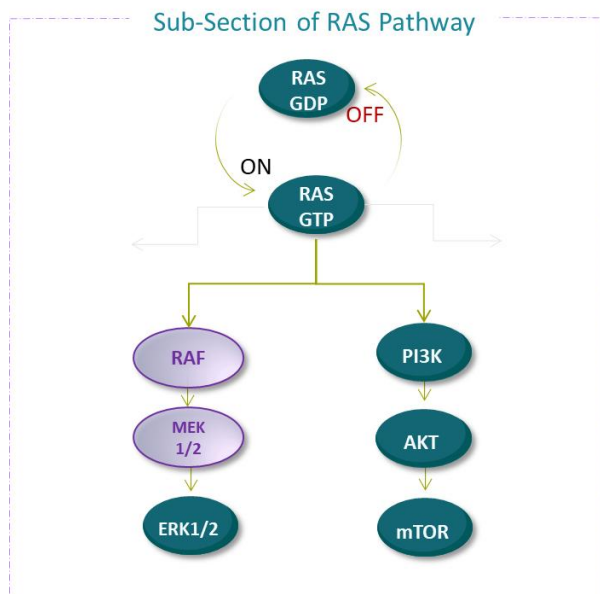 Sub-Section of RAS Pathway
RAS
GDP
OFF
ON
RAS
GTP
RAF
PI3K
MEK
1/2
AKT
ERK1/2
mTOR